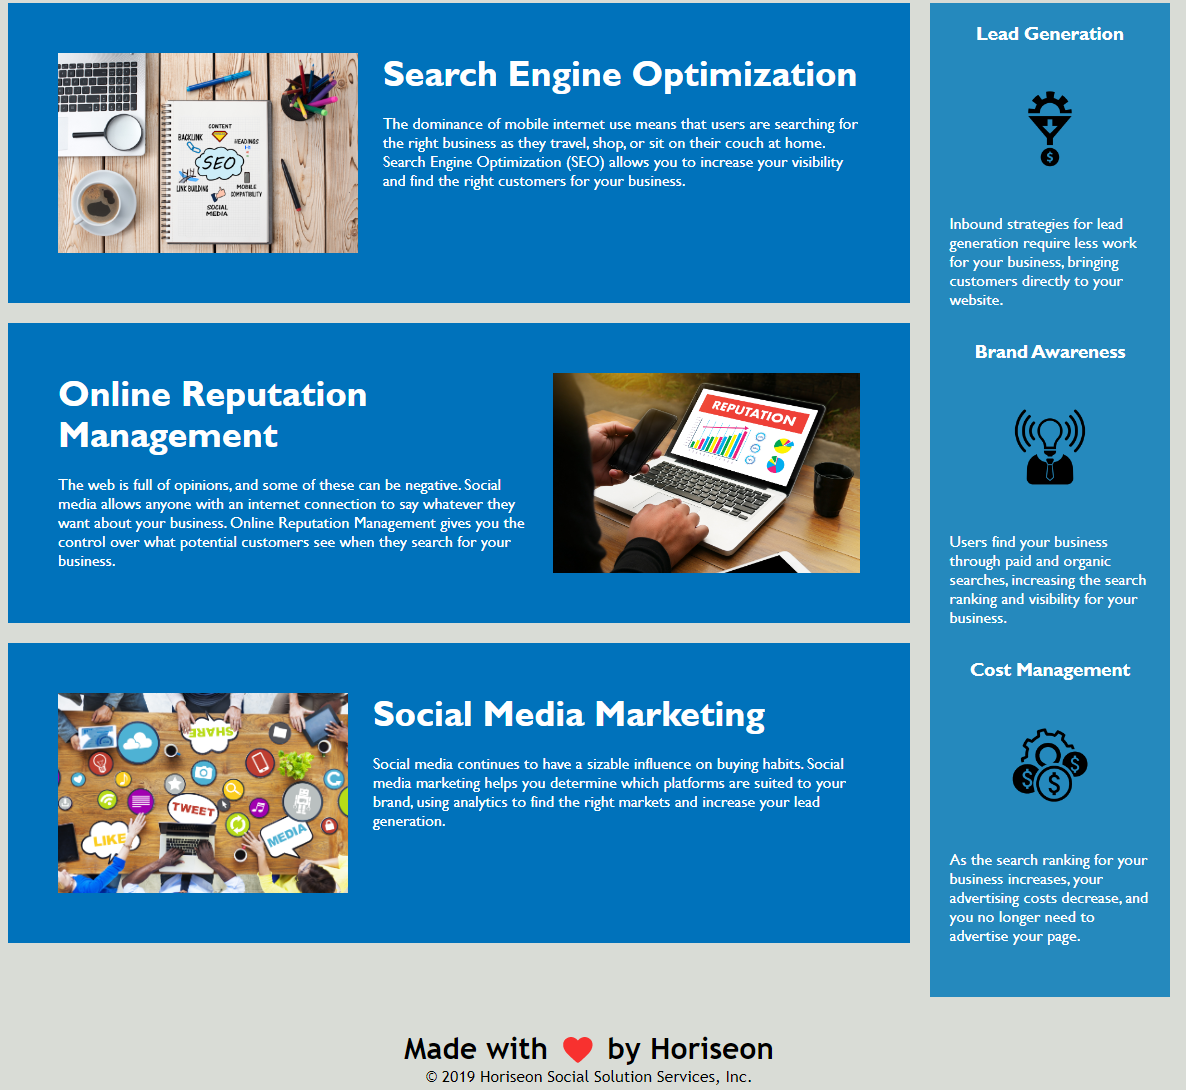 Search Engine Optimization
The dominance of mobile internet use means that users are searching for
the right business as they travel, shop, or sit on their couch at home.
Search Engine Optimization (SEO) allows you to increase your visibility
and find the right customers for your business.
CONTENT
BACKLINK
HEADINGS
SEO
LINK BUILDING
MOBILE
COMPATIBILITY
SOCIAL
MEDIA
Online Reputation
Management
The web is full of opinions, and some of these can be negative. Social
media allows anyone with an internet connection to say whatever they
want about your business. Online Reputation Management gives you the
control over what potential customers see when they search for your
business.
REPUTATION
Social Media Marketing
Social media continues to have a sizable influence on buying habits. Social
media marketing helps you determine which platforms are suited to your
brand, using analytics to find the right markets and increase your lead
generation.
SHARE
TWEET
LIKE
MEDIA
Lead Generation
$
Inbound strategies for lead
generation require less work
for your business, bringing
customers directly to your
website.
Brand Awareness
Users find your business
through paid and organic
searches, increasing the search
ranking and visibility for your
business.
Cost Management
$ $ $
As the search ranking for your
business increases, your
advertising costs decrease, and
you no longer need to
advertise your page.
Made with ❤️ by Horiseon
© 2019 Horiseon Social Solution Services, Inc.